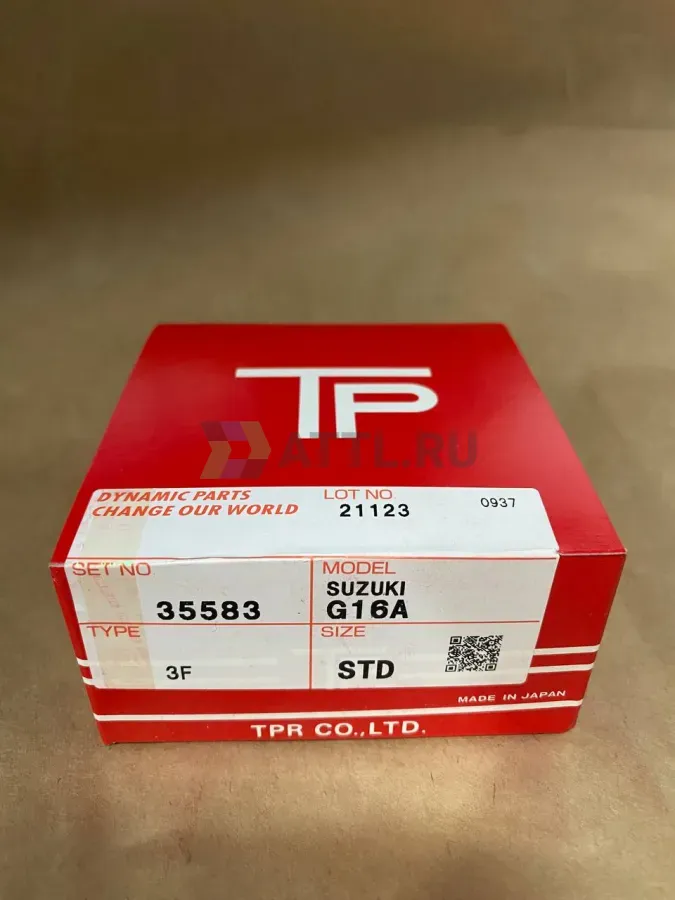 TP
ATTL.RU
DYNAMIC PARTS
CHANGE OUR WORLD
LOT NO.
21123
0937
SET NO.
35583
MODEL
SUZUKI
G16A
TYPE
3F
SIZE
STD
MADE IN JAPAN
TPR CO.,LTD.